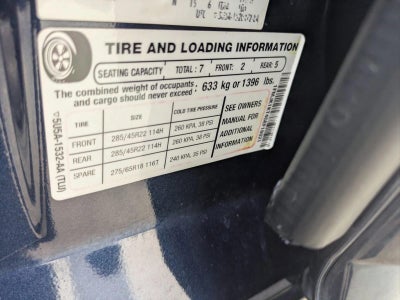 TIRE AND LOADING INFORMATION
SEATING CAPACITY TOTAL: 7 FRONT: 2 REAR: 5
The combined weight of occupants and cargo should never exceed: 633 kg or 1396 lbs.
TIRE SIZE COLD TIRE PRESSURE
FRONT 285/45R22 114H 260 KPA, 38 PSI
REAR 285/45R22 114H 260 KPA, 38 PSI
SPARE 275/65R18 116T 240 KPA, 35 PSI
SEE OWNERS
MANUAL FOR
ADDITIONAL
INFORMATION